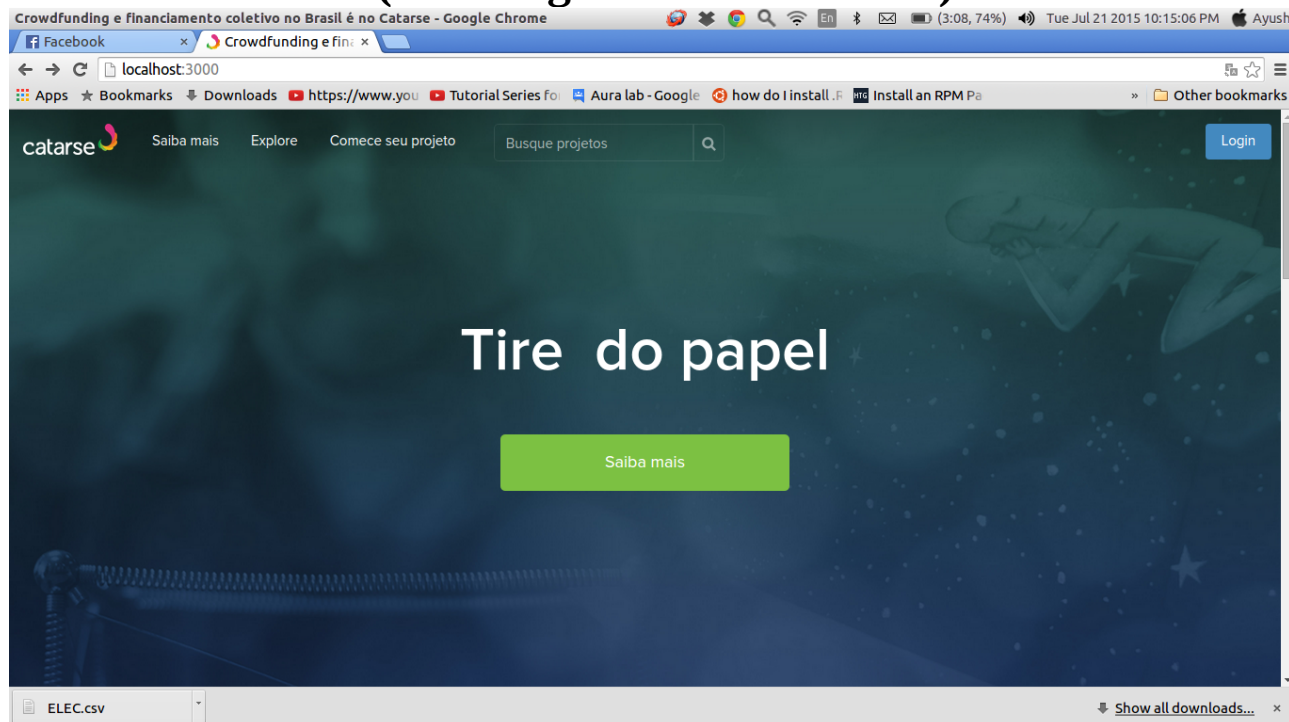 Crowdfunding e financiamento coletivo no Brasil é no Catarse - Google Chrome En (3:08, 74%) Tue Jul 21 2015 10:15:06 PM Ayush
Facebook × Crowdfunding e fina ×
localhost:3000
Apps Bookmarks Downloads https://www.you Tutorial Series fo Aura lab - Google how do I install .R HTG Install an RPM Pa » Other bookmarks
catarse Saiba mais Explore Comece seu projeto Busque projetos Login
Tire do papel
Saiba mais
ELEC.csv Show all downloads... ×